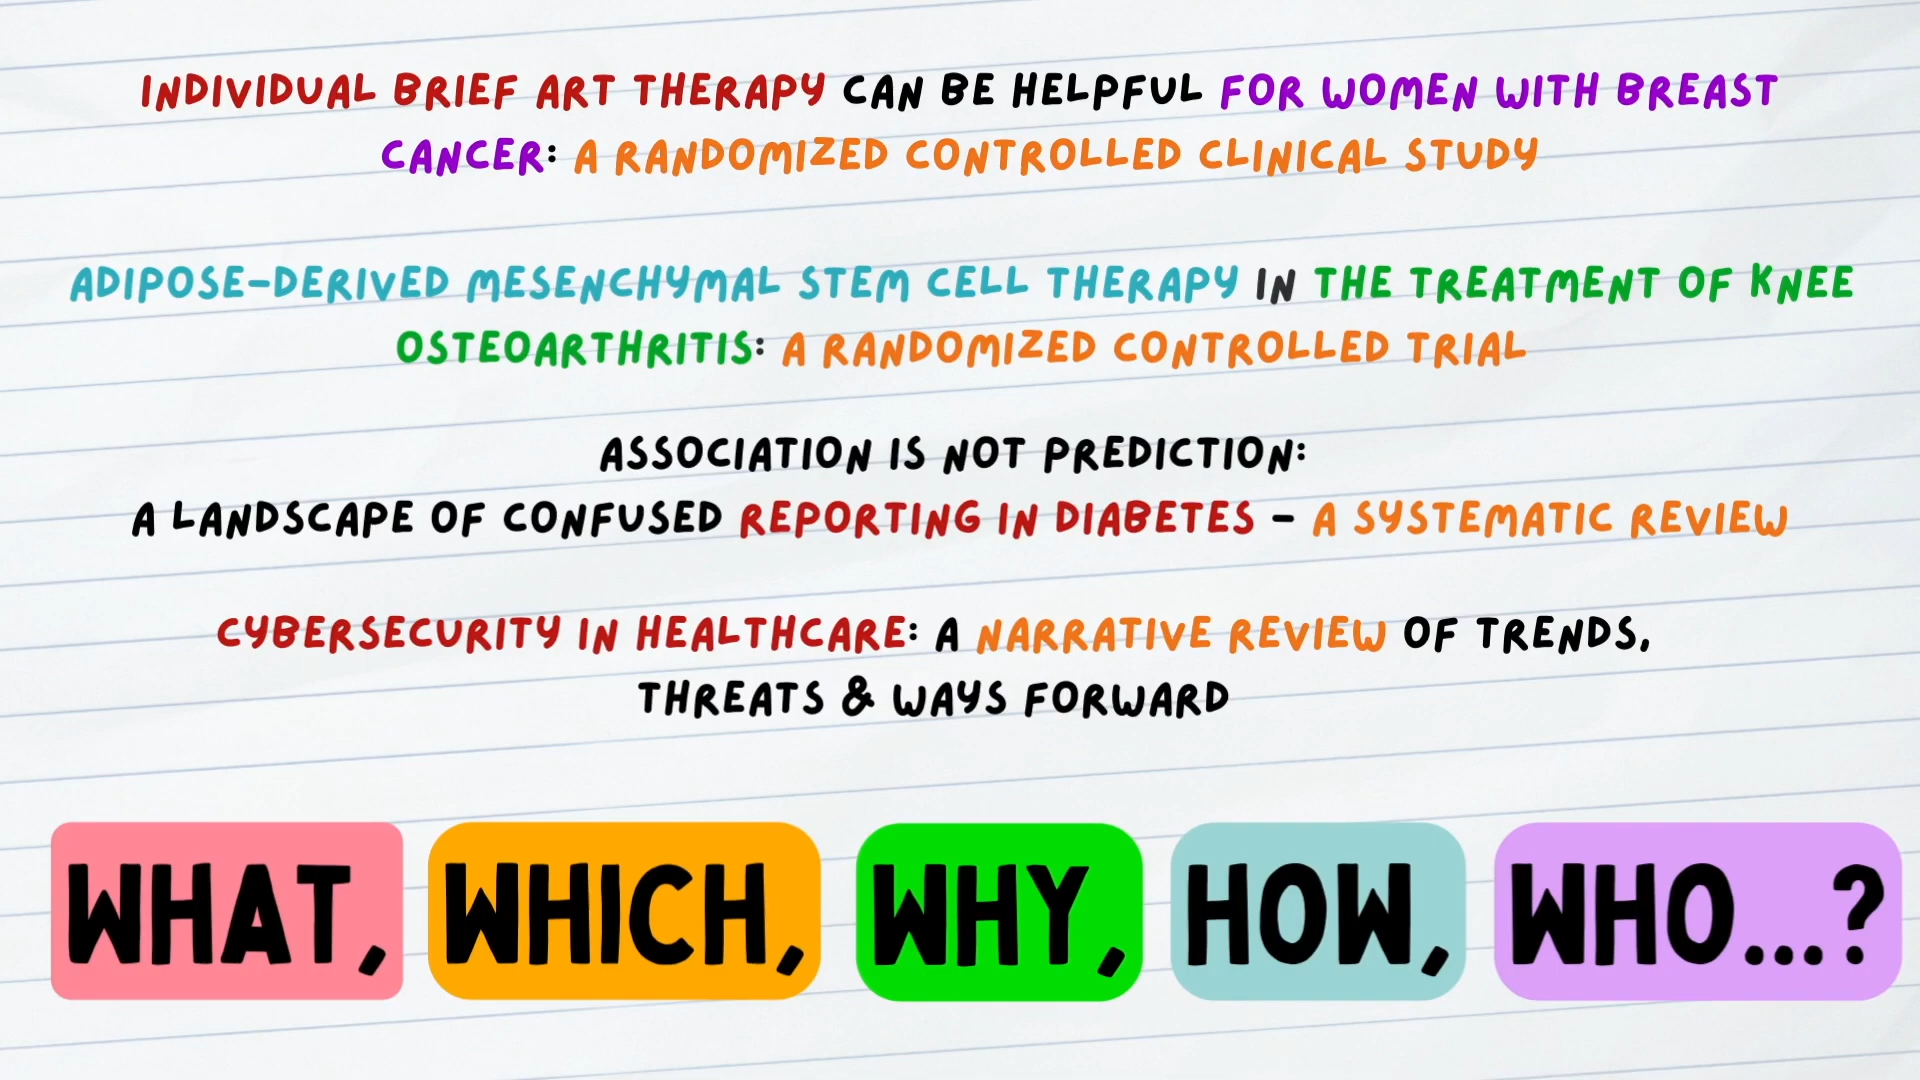 INDIVIDUAL BRIEF ART THERAPY CAN BE HELPFUL FOR WOMEN WITH BREAST
CANCER: A RANDOMIZED CONTROLLED CLINICAL STUDY
ADIPOSE-DERIVED MESENCHYMAL STEM CELL THERAPY IN THE TREATMENT OF KNEE
OSTEOARTHRITIS: A RANDOMIZED CONTROLLED TRIAL
ASSOCIATION IS NOT PREDICTION:
A LANDSCAPE OF CONFUSED REPORTING IN DIABETES – A SYSTEMATIC REVIEW
CYBERSECURITY IN HEALTHCARE: A NARRATIVE REVIEW OF TRENDS,
THREATS & WAYS FORWARD
WHAT, WHICH, WHY, HOW, WHO...?